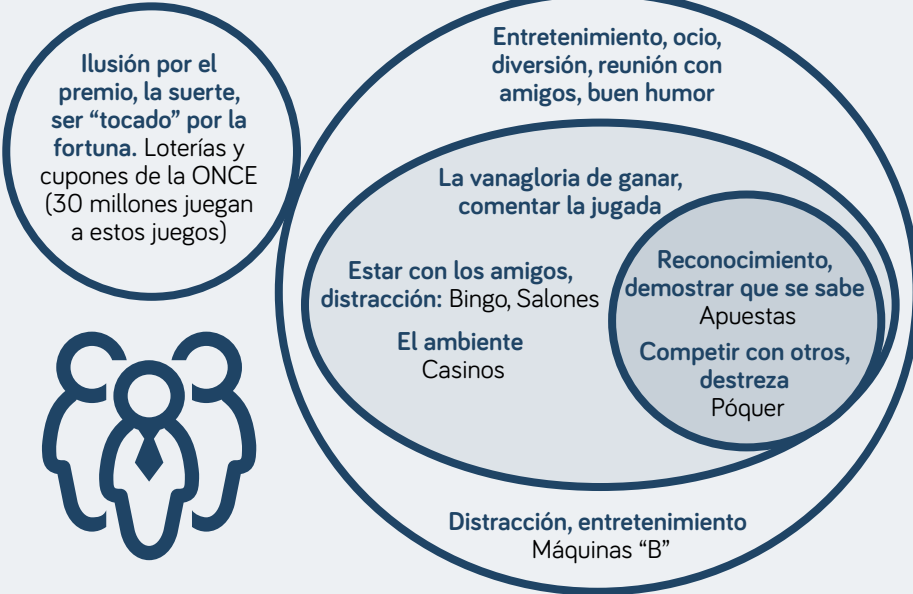 Ilusión por el
premio, la suerte,
ser “tocado” por la
fortuna. Loterías y
cupones de la ONCE
(30 millones juegan
a estos juegos)
Entretenimiento, ocio,
diversión, reunión con
amigos, buen humor
La vanagloria de ganar,
comentar la jugada
Estar con los amigos,
distracción: Bingo, Salones
El ambiente
Casinos
Reconocimiento,
demostrar que se sabe
Apuestas
Competir con otros,
destreza
Póquer
Distracción, entretenimiento
Máquinas “B”